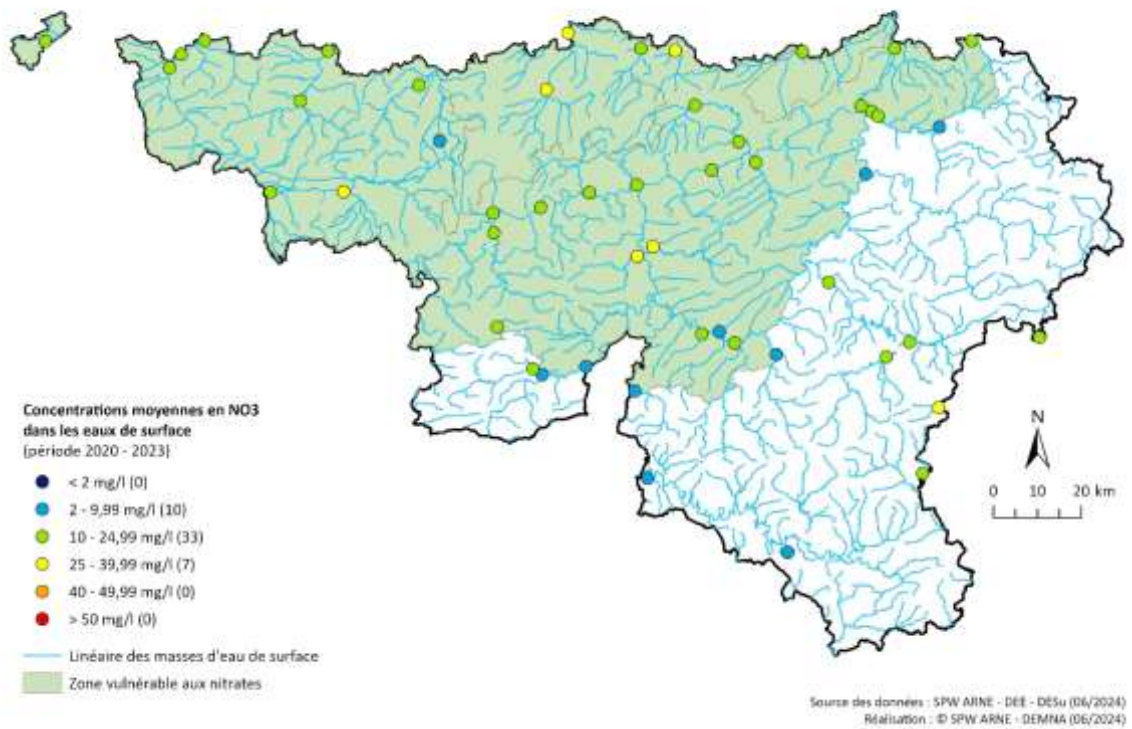 Concentrations moyennes en NO3
dans les eaux de surface
(période 2020 - 2023)
< 2 mg/l (0)
2 - 9,99 mg/l (10)
10 - 24,99 mg/l (33)
25 - 39,99 mg/l (7)
40 - 49,99 mg/l (0)
> 50 mg/l (0)
Linéaire des masses d'eau de surface
Zone vulnérable aux nitrates
N
0 10 20 km
Source des données : SPW ARNE - DEE - DESu (06/2024)
Réalisation : © SPW ARNE - DEMNA (06/2024)